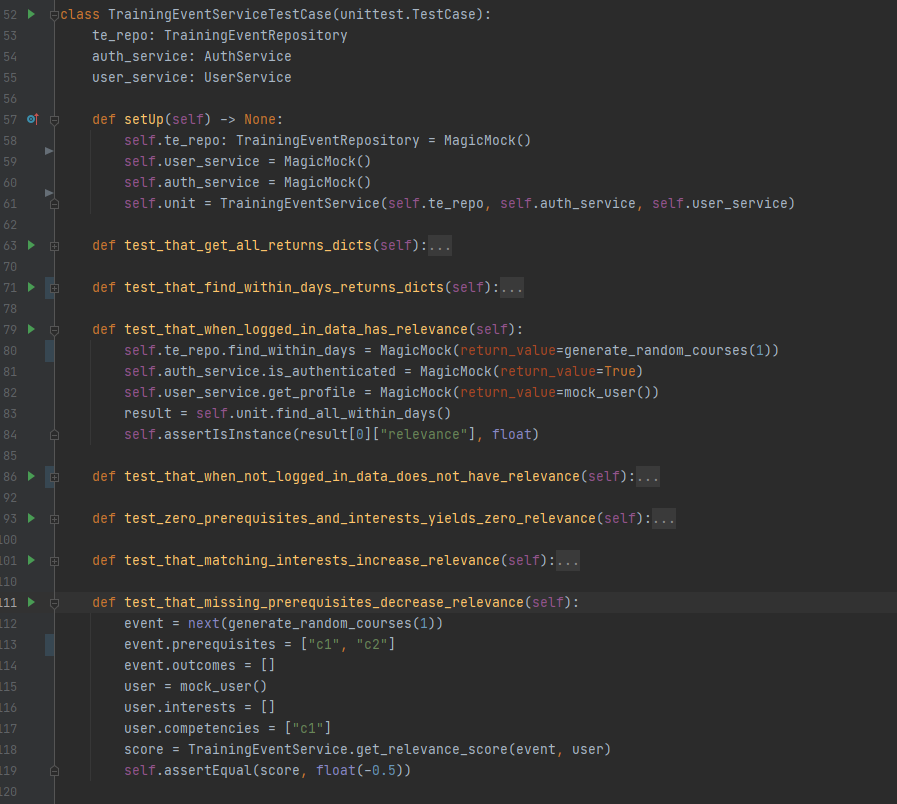 52 class TrainingEventServiceTestCase(unittest.TestCase):
53     te_repo: TrainingEventRepository
54     auth_service: AuthService
55     user_service: UserService
56
57     def setUp(self) -> None:
58         self.te_repo: TrainingEventRepository = MagicMock()
59         self.user_service = MagicMock()
60         self.auth_service = MagicMock()
61         self.unit = TrainingEventService(self.te_repo, self.auth_service, self.user_service)
62
63     def test_that_get_all_returns_dicts(self):...
70
71     def test_that_find_within_days_returns_dicts(self):...
78
79     def test_that_when_logged_in_data_has_relevance(self):
80         self.te_repo.find_within_days = MagicMock(return_value=generate_random_courses(1))
81         self.auth_service.is_authenticated = MagicMock(return_value=True)
82         self.user_service.get_profile = MagicMock(return_value=mock_user())
83         result = self.unit.find_all_within_days()
84         self.assertIsInstance(result[0]["relevance"], float)
85
86     def test_that_when_not_logged_in_data_does_not_have_relevance(self):...
92
93     def test_zero_prerequisites_and_interests_yields_zero_relevance(self):...
100
101     def test_that_matching_interests_increase_relevance(self):...
110
111     def test_that_missing_prerequisites_decrease_relevance(self):
112         event = next(generate_random_courses(1))
113         event.prerequisites = ["c1", "c2"]
114         event.outcomes = []
115         user = mock_user()
116         user.interests = []
117         user.competencies = ["c1"]
118         score = TrainingEventService.get_relevance_score(event, user)
119         self.assertEqual(score, float(-0.5))
120